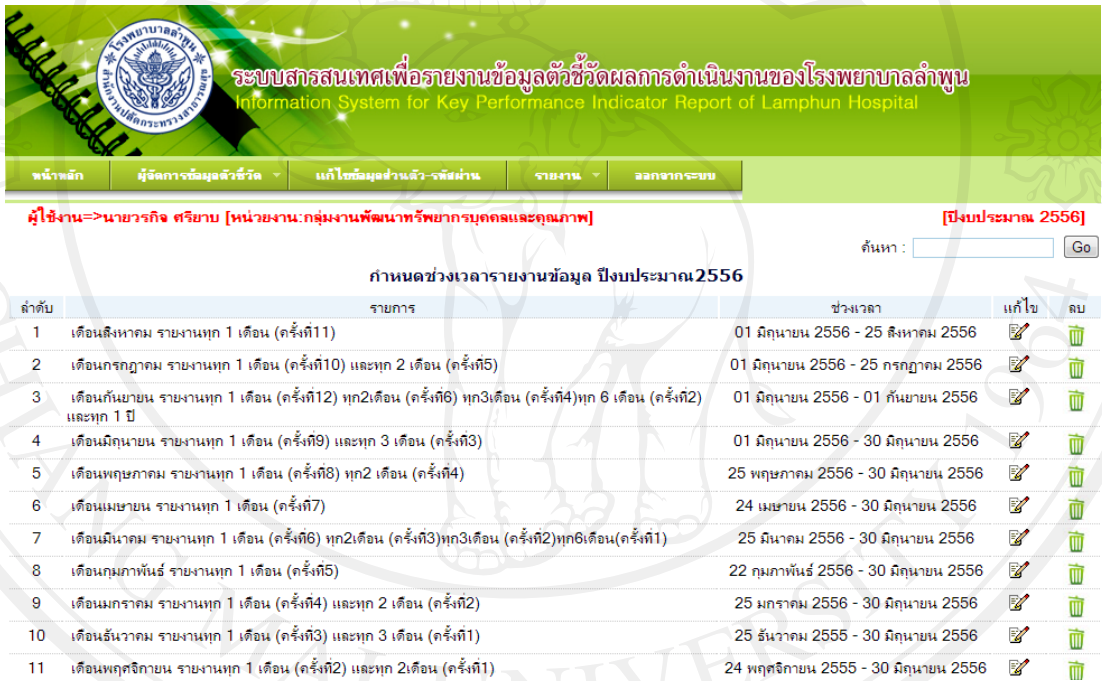 โรงพยาบาลลำพูน
สำนักงานปลัดกระทรวงสาธารณสุข
ระบบสารสนเทศเพื่อรายงานข้อมูลตัวชี้วัดผลการดำเนินงานของโรงพยาบาลลำพูน
Information System for Key Performance Indicator Report of Lamphun Hospital
หน้าหลัก ผู้จัดการข้อมูลตัวชี้วัด แก้ไขข้อมูลส่วนตัว-รหัสผ่าน รายงาน ออกจากระบบ
ผู้ใช้งาน=>นายวรกิจ ศรียาบ [หน่วยงาน:กลุ่มงานพัฒนาทรัพยากรบุคคลและคุณภาพ] [ปีงบประมาณ 2556]
ค้นหา : Go
กำหนดช่วงเวลารายงานข้อมูล ปีงบประมาณ2556
ลำดับ รายการ ช่วงเวลา แก้ไข ลบ
1 เดือนสิงหาคม รายงานทุก 1 เดือน (ครั้งที่11) 01 มิถุนายน 2556 - 25 สิงหาคม 2556
2 เดือนกรกฎาคม รายงานทุก 1 เดือน (ครั้งที่10) และทุก 2 เดือน (ครั้งที่5) 01 มิถุนายน 2556 - 25 กรกฎาคม 2556
3 เดือนกันยายน รายงานทุก 1 เดือน (ครั้งที่12) ทุก2เดือน (ครั้งที่6) ทุก3เดือน (ครั้งที่4)ทุก 6 เดือน (ครั้งที่2) 01 มิถุนายน 2556 - 01 กันยายน 2556
และทุก 1 ปี
4 เดือนมิถุนายน รายงานทุก 1 เดือน (ครั้งที่9) และทุก 3 เดือน (ครั้งที่3) 01 มิถุนายน 2556 - 30 มิถุนายน 2556
5 เดือนพฤษภาคม รายงานทุก 1 เดือน (ครั้งที่8) ทุก2 เดือน (ครั้งที่4) 25 พฤษภาคม 2556 - 30 มิถุนายน 2556
6 เดือนเมษายน รายงานทุก 1 เดือน (ครั้งที่7) 24 เมษายน 2556 - 30 มิถุนายน 2556
7 เดือนมีนาคม รายงานทุก 1 เดือน (ครั้งที่6) ทุก2เดือน (ครั้งที่3)ทุก3เดือน (ครั้งที่2)ทุก6เดือน(ครั้งที่1) 25 มีนาคม 2556 - 30 มิถุนายน 2556
8 เดือนกุมภาพันธ์ รายงานทุก 1 เดือน (ครั้งที่5) 22 กุมภาพันธ์ 2556 - 30 มิถุนายน 2556
9 เดือนมกราคม รายงานทุก 1 เดือน (ครั้งที่4) และทุก 2 เดือน (ครั้งที่2) 25 มกราคม 2556 - 30 มิถุนายน 2556
10 เดือนธันวาคม รายงานทุก 1 เดือน (ครั้งที่3) และทุก 3 เดือน (ครั้งที่1) 25 ธันวาคม 2555 - 30 มิถุนายน 2556
11 เดือนพฤศจิกายน รายงานทุก 1 เดือน (ครั้งที่2) และทุก 2เดือน (ครั้งที่1) 24 พฤศจิกายน 2555 - 30 มิถุนายน 2556